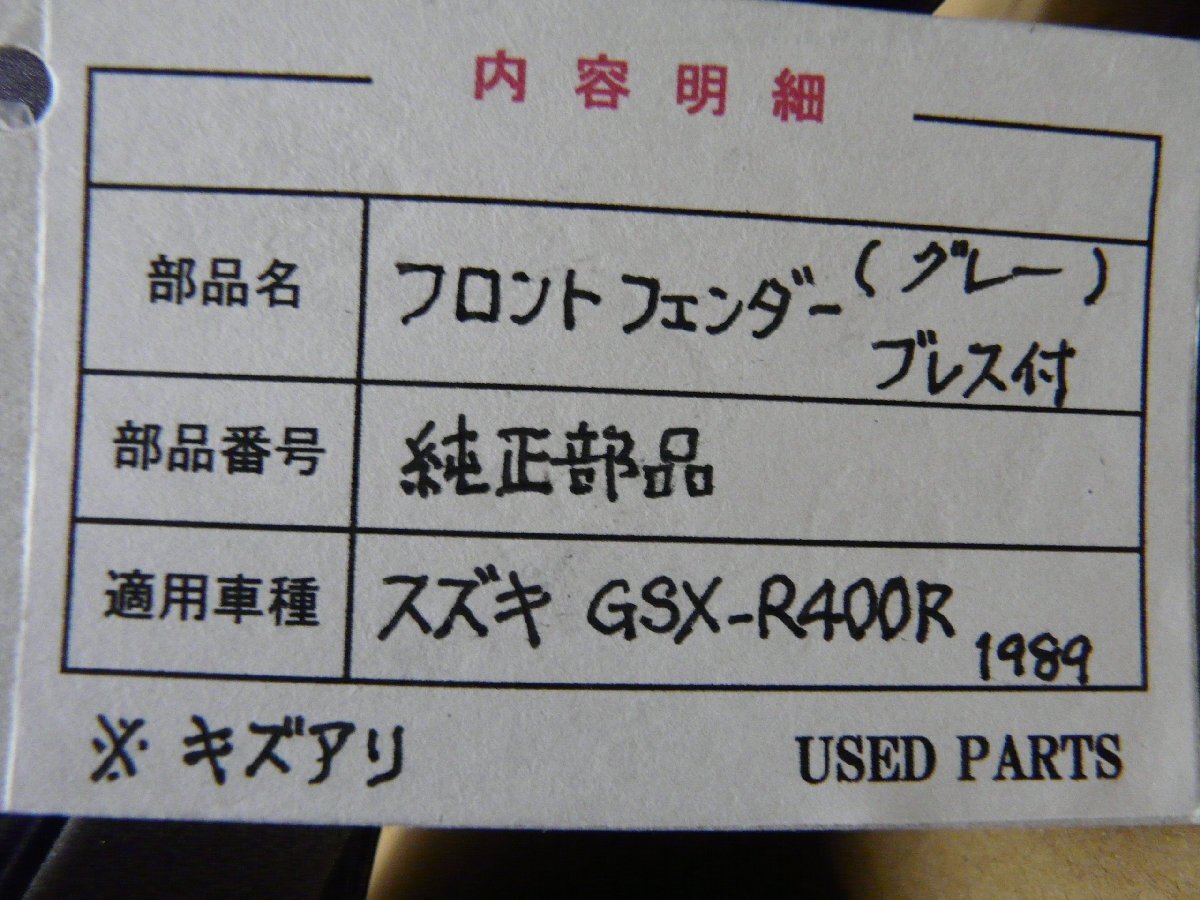 内容明細
部品名 フロントフェンダー(グレー)
ブレス付
部品番号 純正部品
適用車種 スズキ GSX-R400R 1989
※ キズアリ USED PARTS